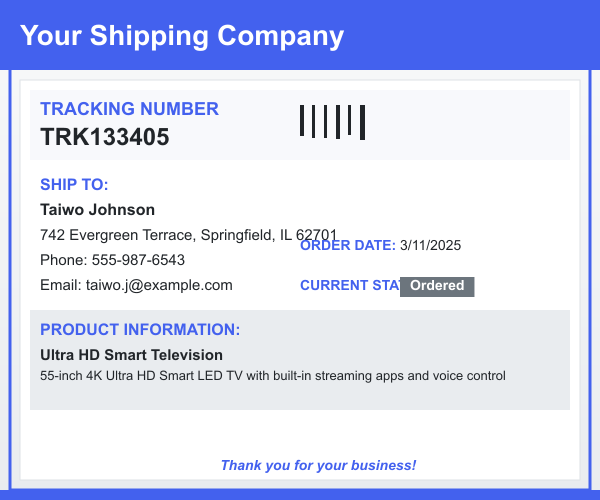 Your Shipping Company
TRACKING NUMBER
TRK133405
SHIP TO:
Taiwo Johnson
742 Evergreen Terrace, Springfield, IL 62701
ORDER DATE: 3/11/2025
Phone: 555-987-6543
Email: taiwo.j@example.com
CURRENT STA Ordered
PRODUCT INFORMATION:
Ultra HD Smart Television
55-inch 4K Ultra HD Smart LED TV with built-in streaming apps and voice control
Thank you for your business!